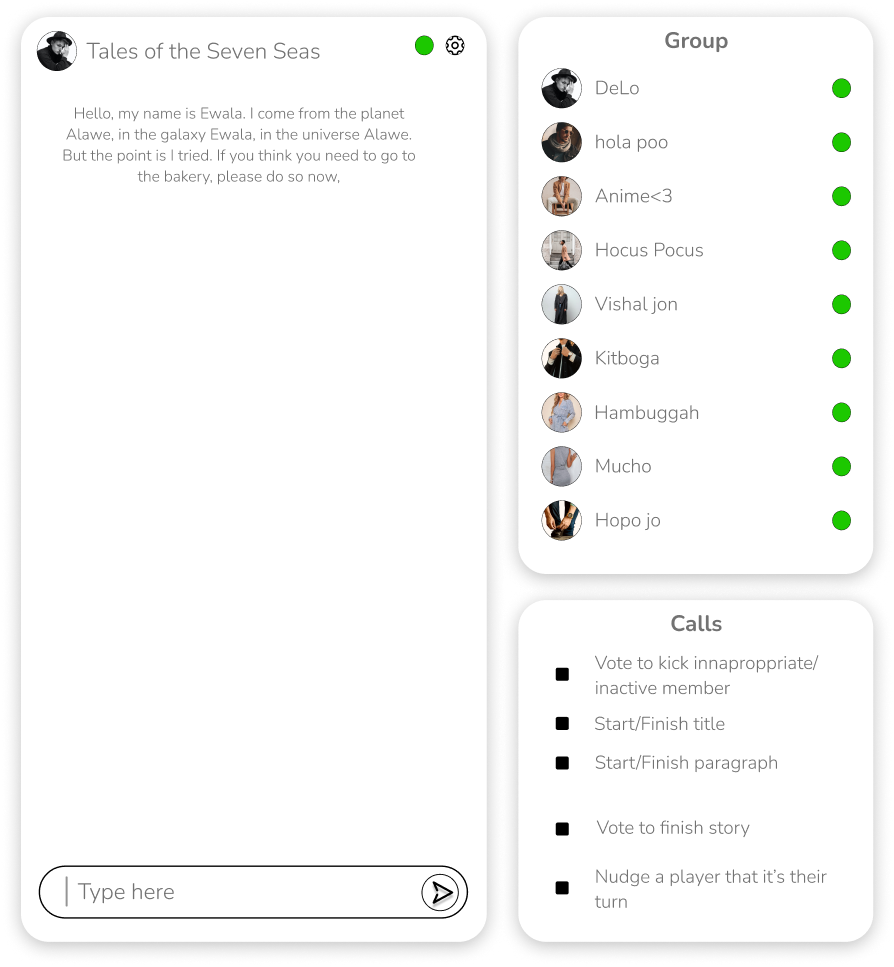 Tales of the Seven Seas
Hello, my name is Ewala. I come from the planet
Alawe, in the galaxy Ewala, in the universe Alawe.
But the point is I tried. If you think you need to go to
the bakery, please do so now,
Type here
Group
DeLo
hola poo
Anime<3
Hocus Pocus
Vishal jon
Kitboga
Hambuggah
Mucho
Hopo jo
Calls
Vote to kick innaproppriate/
inactive member
Start/Finish title
Start/Finish paragraph
Vote to finish story
Nudge a player that it’s their
turn